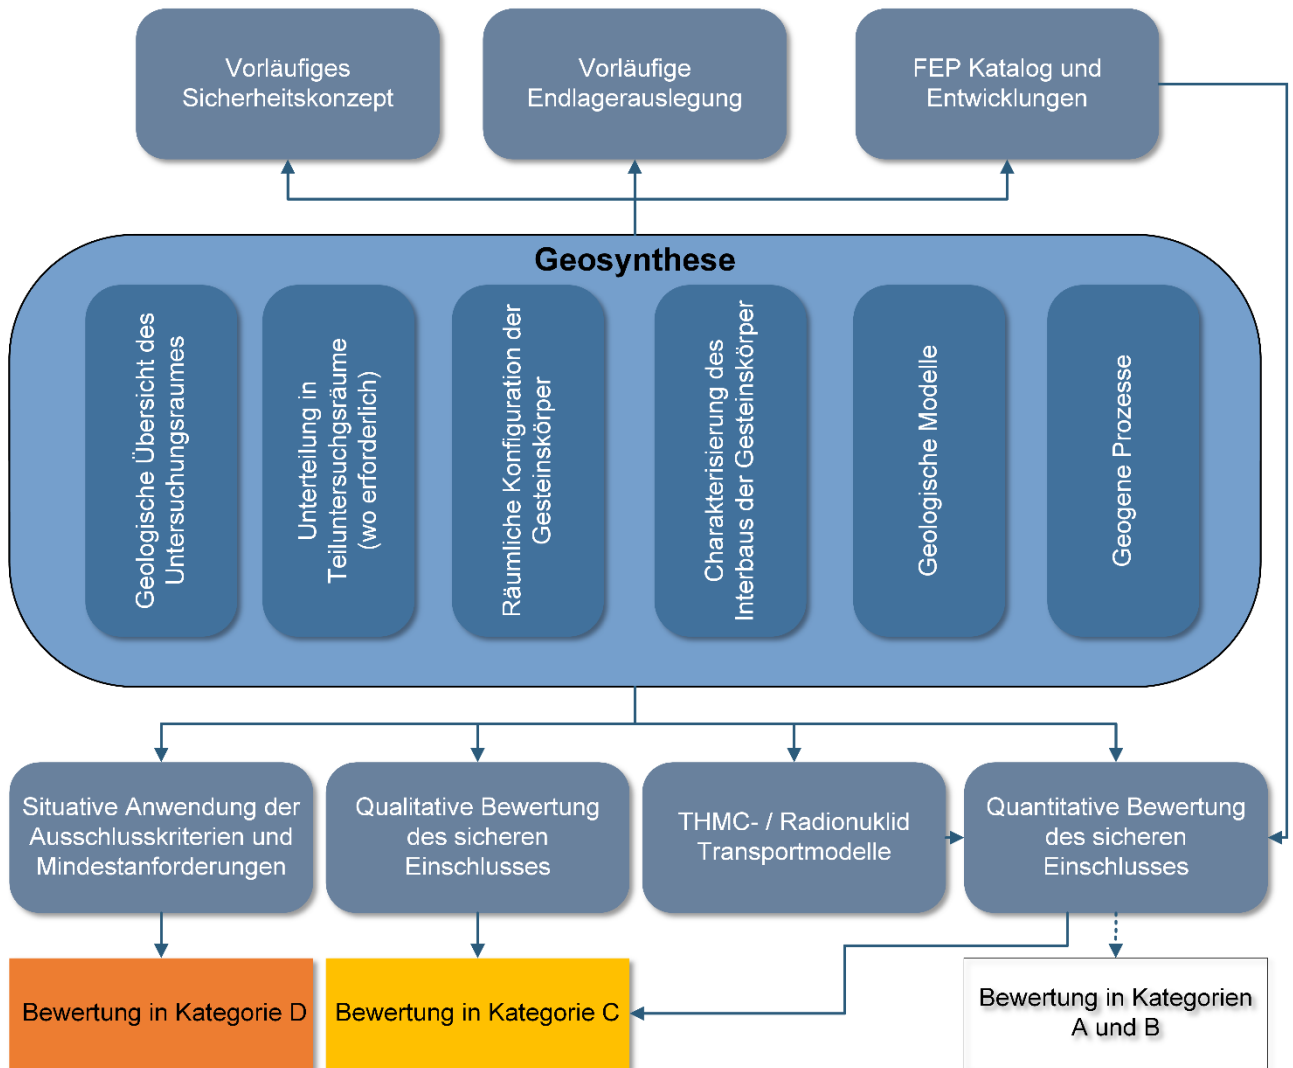 Vorläufiges
Sicherheitskonzept
Vorläufige
Endlagerauslegung
FEP Katalog und
Entwicklungen
Geosynthese
Geologische Übersicht des
Untersuchungsraumes
Unterteilung in
Teiluntersuchgsräume
(wo erforderlich)
Räumliche Konfiguration der
Gesteinskörper
Charakterisierung des
Interbaus der Gesteinskörper
Geologische Modelle
Geogene Prozesse
Situative Anwendung der
Ausschlusskriterien und
Mindestanforderungen
Qualitative Bewertung
des sicheren
Einschlusses
THMC- / Radionuklid
Transportmodelle
Quantitative Bewertung
des sicheren
Einschlusses
Bewertung in Kategorie D
Bewertung in Kategorie C
Bewertung in Kategorien
A und B